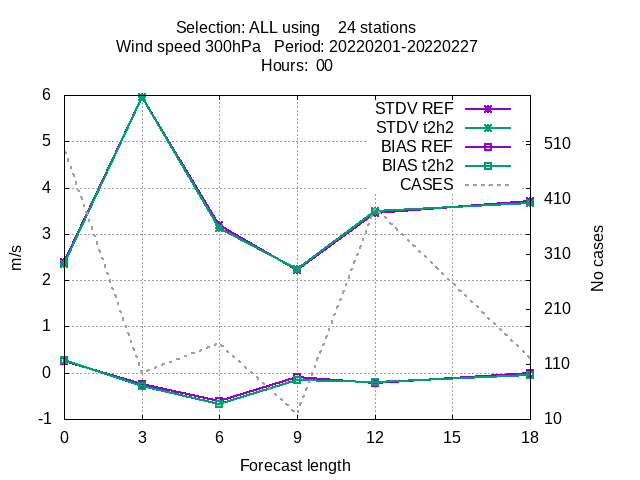 Selection: ALL using    24 stations
Wind speed 300hPa   Period: 20220201-20220227
Hours:  00
STDV REF
STDV t2h2
BIAS REF
BIAS t2h2
CASES
6
5
4
3
2
1
0
-1
m/s
510
410
310
210
110
10
No cases
0 3 6 9 12 15 18
Forecast length